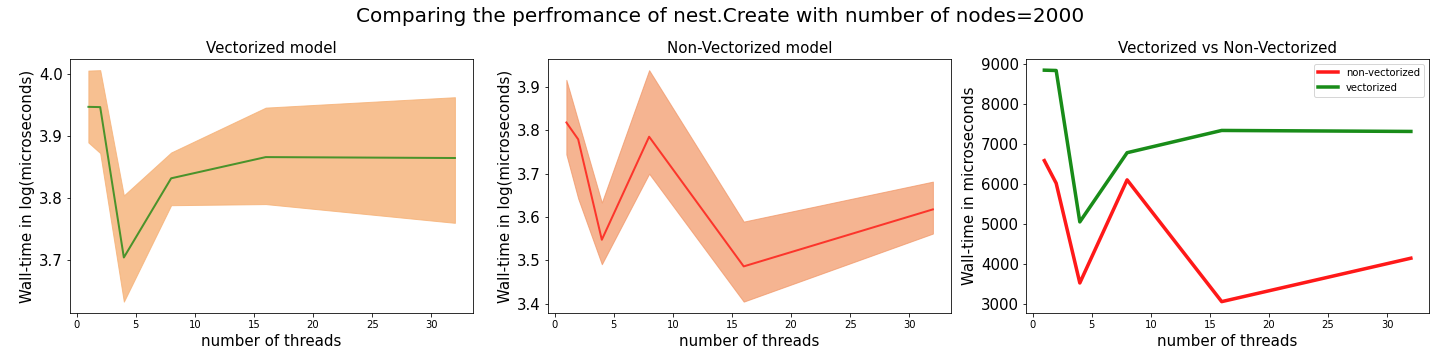 Comparing the perfromance of nest.Create with number of nodes=2000
Vectorized model
Wall-time in log(microseconds)
4.0
3.9
3.8
3.7
0 5 10 15 20 25 30
number of threads
Non-Vectorized model
Wall-time in log(microseconds)
3.9
3.8
3.7
3.6
3.5
3.4
0 5 10 15 20 25 30
number of threads
Vectorized vs Non-Vectorized
Wall-time in microseconds
9000
8000
7000
6000
5000
4000
3000
non-vectorized
vectorized
0 5 10 15 20 25 30
number of threads